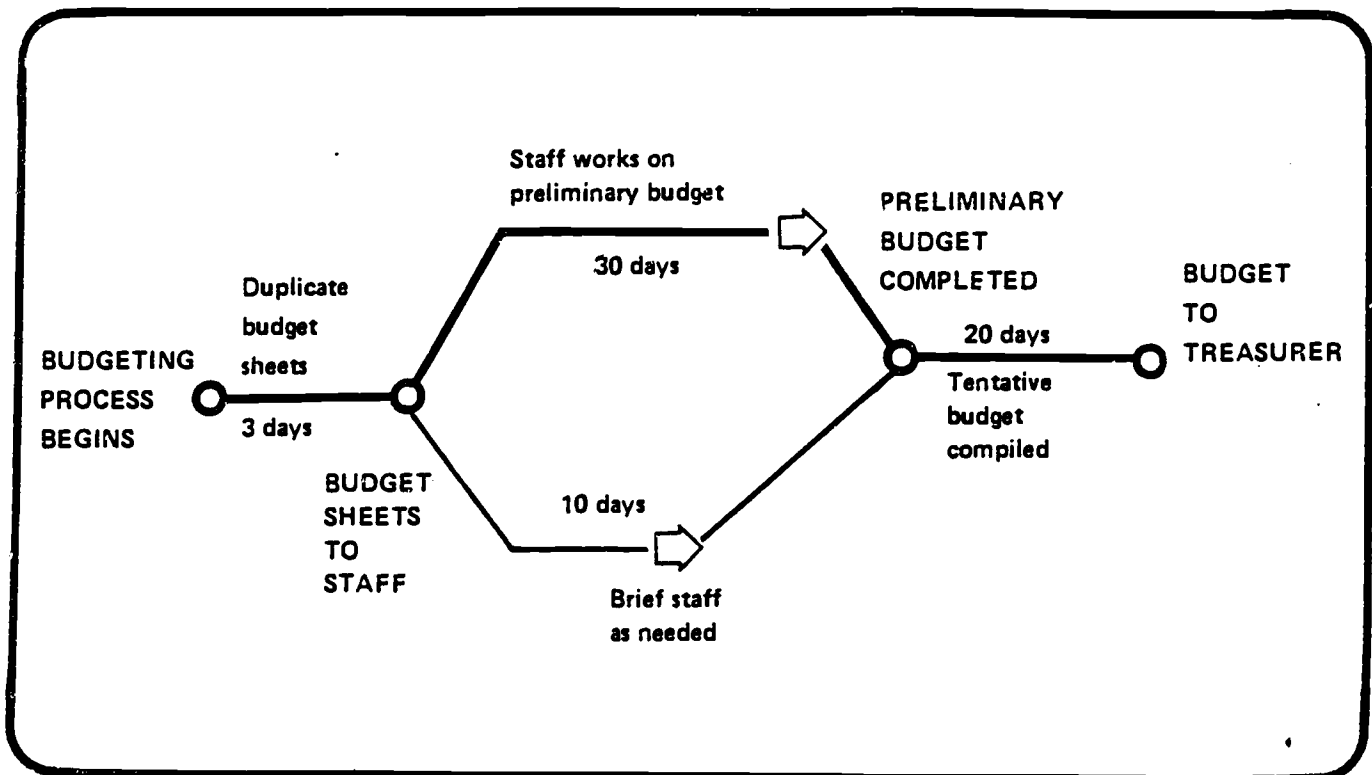 Staff works on
preliminary budget
30 days
PRELIMINARY
BUDGET
COMPLETED
BUDGET
TO
TREASURER
Duplicate
budget
sheets
3 days
BUDGETING
PROCESS
BEGINS
20 days
Tentative
budget
compiled
BUDGET
SHEETS
TO
STAFF
10 days
Brief staff
as needed